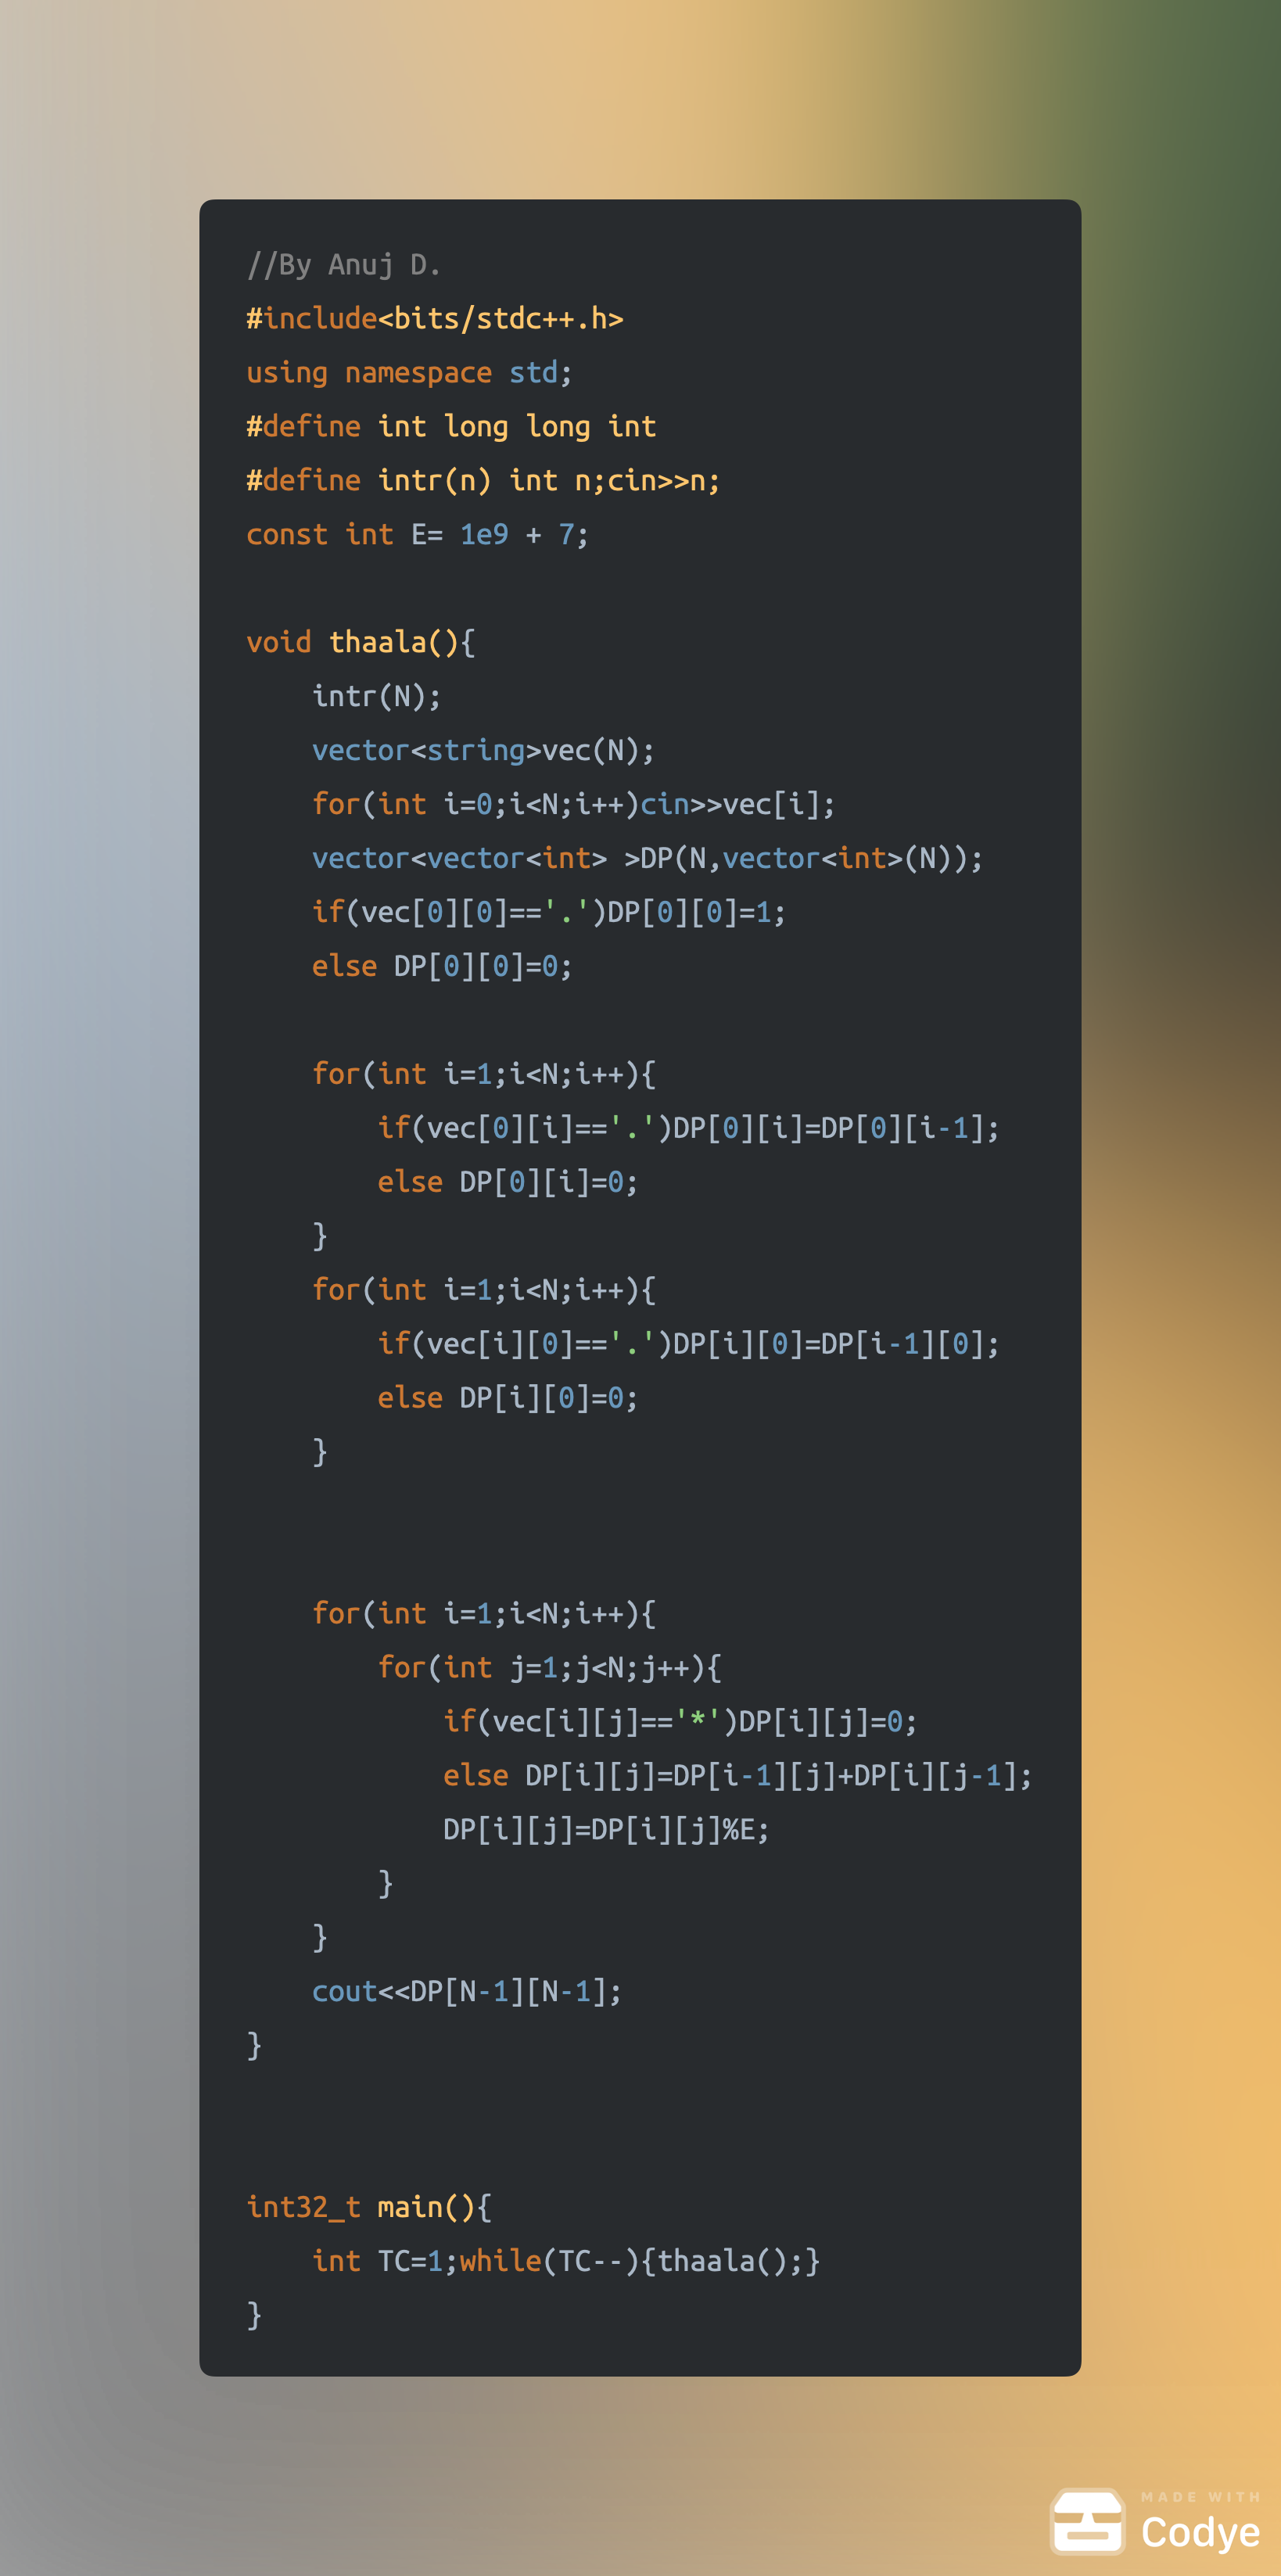 //By Anuj D.
#include<bits/stdc++.h>
using namespace std;
#define int long long int
#define intr(n) int n;cin>>n;
const int E= 1e9 + 7;

void thaala(){
    intr(N);
    vector<string>vec(N);
    for(int i=0;i<N;i++)cin>>vec[i];
    vector<vector<int> >DP(N,vector<int>(N));
    if(vec[0][0]=='.')DP[0][0]=1;
    else DP[0][0]=0;

    for(int i=1;i<N;i++){
        if(vec[0][i]=='.')DP[0][i]=DP[0][i-1];
        else DP[0][i]=0;
    }
    for(int i=1;i<N;i++){
        if(vec[i][0]=='.')DP[i][0]=DP[i-1][0];
        else DP[i][0]=0;
    }


    for(int i=1;i<N;i++){
        for(int j=1;j<N;j++){
            if(vec[i][j]=='*')DP[i][j]=0;
            else DP[i][j]=DP[i-1][j]+DP[i][j-1];
            DP[i][j]=DP[i][j]%E;
        }
    }
    cout<<DP[N-1][N-1];
}


int32_t main(){
    int TC=1;while(TC--){thaala();}
}
MADE WITH
Codye